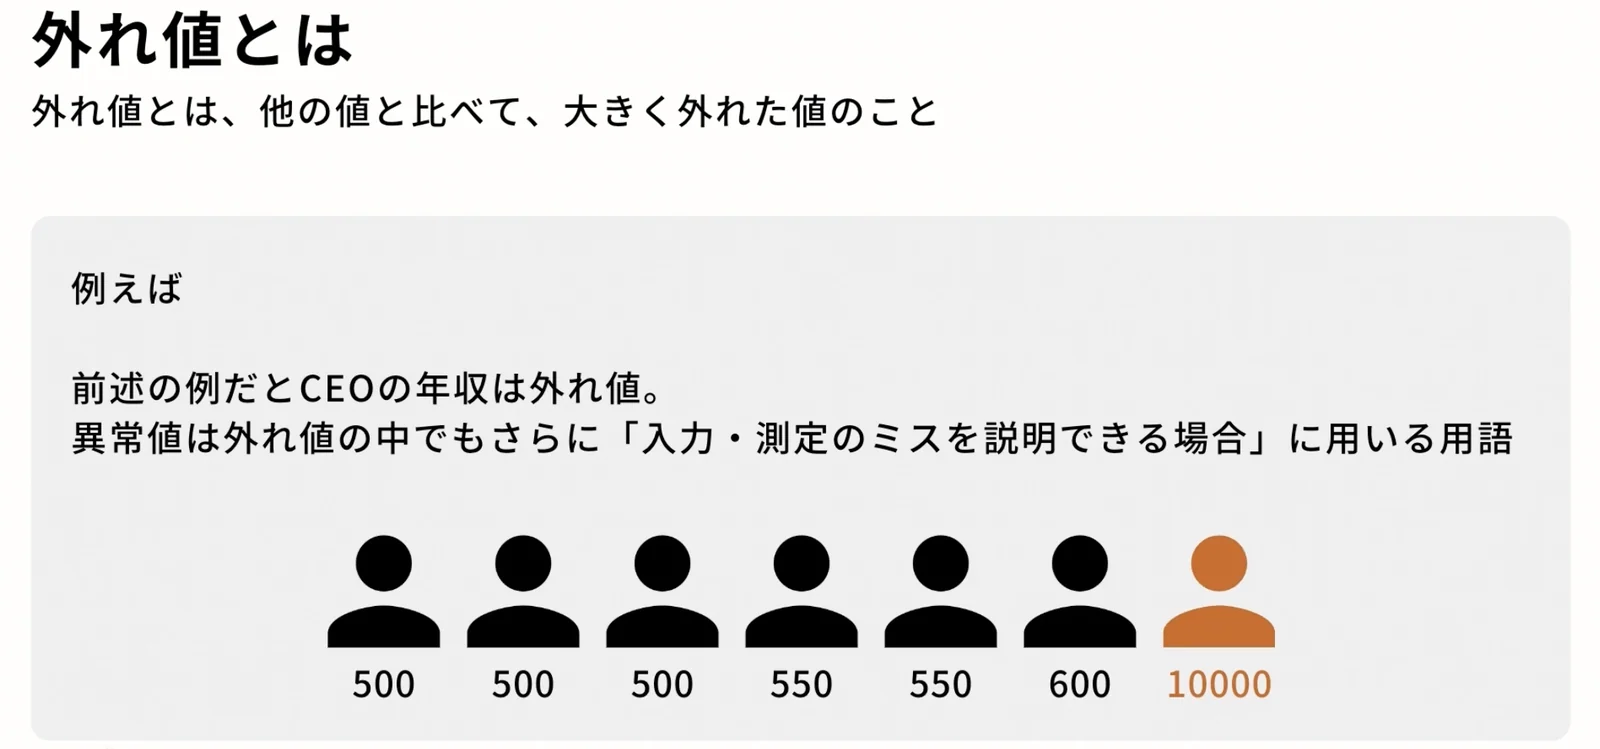 外れ値とは
外れ値とは、他の値と比べて、大きく外れた値のこと
例えば
前述の例だとCEOの年収は外れ値。
異常値は外れ値の中でもさらに「入力・測定のミスを説明できる場合」に用いる用語
500 500 500 550 550 600 10000